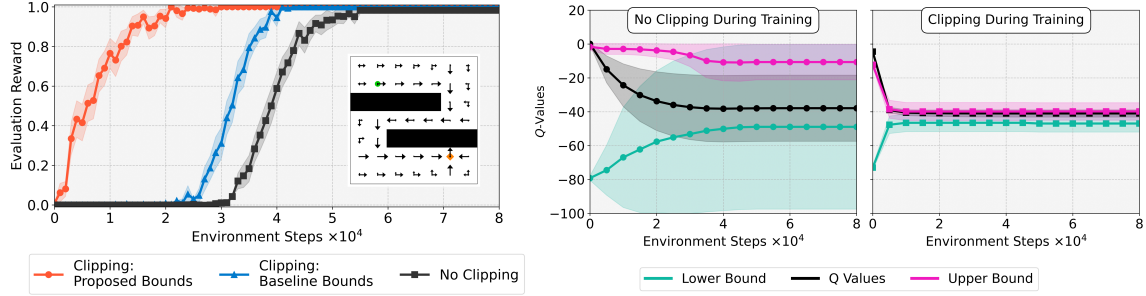 Evaluation Reward
1.0
0.8
0.6
0.4
0.2
0.0
0 1 2 3 4 5 6 7 8
Environment Steps ×10⁴
Clipping:
Proposed Bounds
Clipping:
Baseline Bounds
No Clipping
No Clipping During Training
Q-Values
20
0
−20
−40
−60
−80
−100
0 2 4 6 8
Environment Steps ×10⁴
Clipping During Training
0 2 4 6 8
Environment Steps ×10⁴
Lower Bound
Q Values
Upper Bound